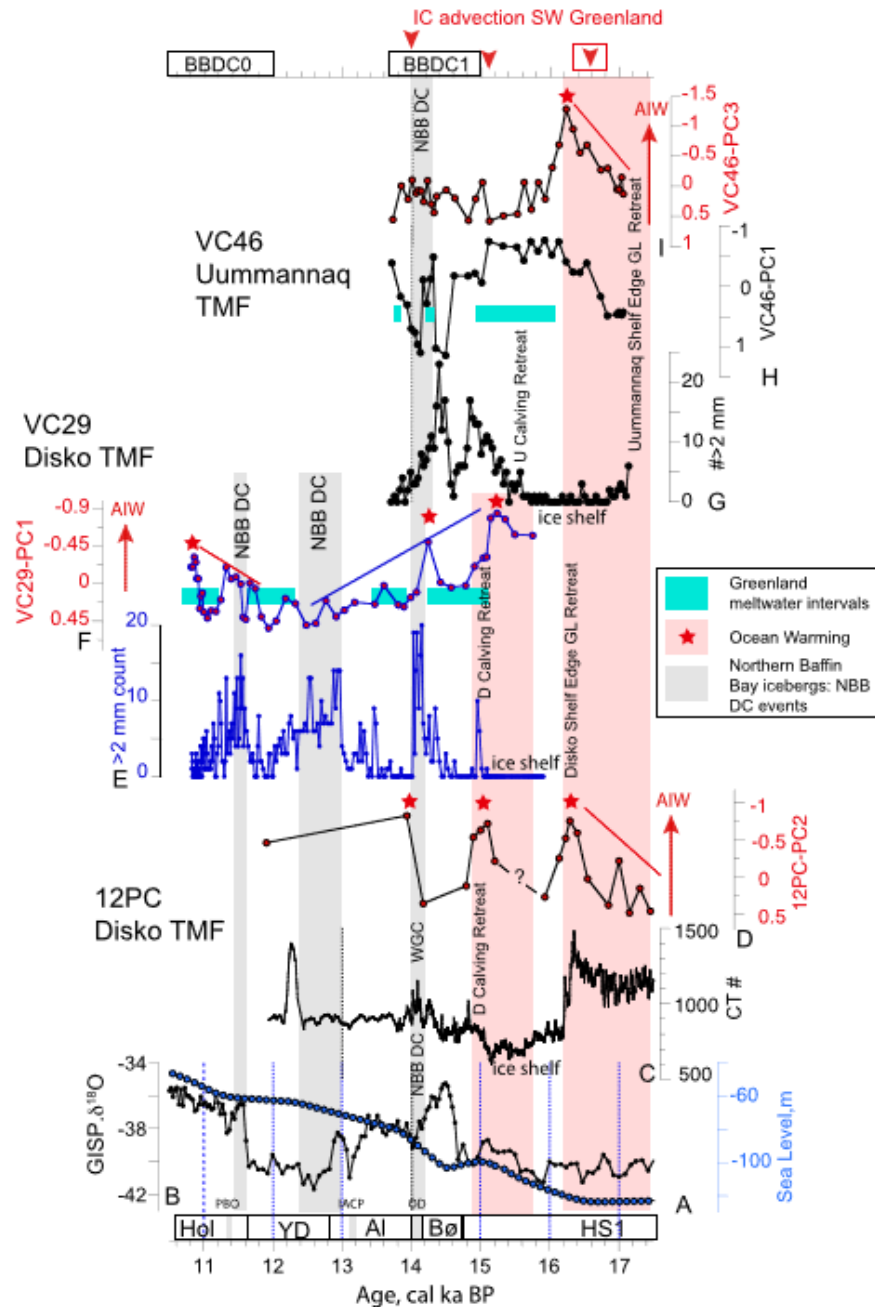 IC advection SW Greenland
BBDC0
BBDC1
NBB DC
AIW
-1.5
-1
-0.5
0
0.5
1
VC46-PC3
VC46
Uummannaq
TMF
I
-1
0
1
VC46-PC1
H
Uummannaq Shelf Edge GL Retreat
U Calving Retreat
20
10
0
#>2 mm
G
ice shelf
VC29
Disko TMF
-0.9
-0.45
0
0.45
VC29-PC1
AIW
F
NBB DC
NBB DC
D Calving Retreat
20
10
0
>2 mm count
E
ice shelf
Disko Shelf Edge GL Retreat
Greenland
meltwater intervals
Ocean Warming
Northern Baffin
Bay icebergs: NBB
DC events
12PC
Disko TMF
AIW
-1
-0.5
0
0.5
12PC-PC2
D
?
WGC
NBB DC
D Calving Retreat
1500
1000
500
CT #
C
ice shelf
-34
-38
-42
GISP.δ18O
B
-60
-100
Sea Level,m
A
PBO
IACP
OD
Hol
YD
Al
Bø
HS1
11
12
13
14
15
16
17
Age, cal ka BP